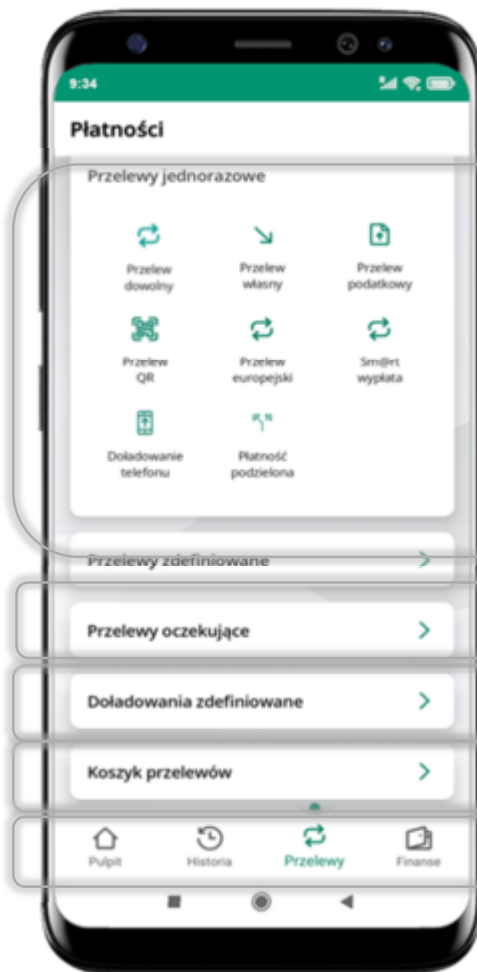 9:34
Płatności
Przelewy jednorazowe
Przelew dowolny
Przelew własny
Przelew podatkowy
Przelew QR
Przelew europejski
Sm@rt wypłata
Doładowanie telefonu
Płatność podzielona
Przelewy zdefiniowane
Przelewy oczekujące
Doładowania zdefiniowane
Koszyk przelewów
Pulpit
Historia
Przelewy
Finanse